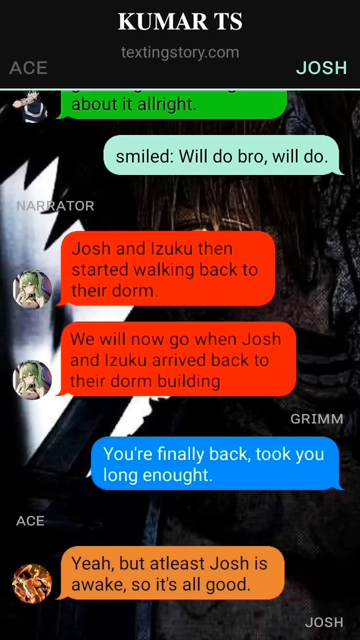 KUMAR TS
textingstory.com
ACE
JOSH
about it allright.
smiled: Will do bro, will do.
NARRATOR
Josh and Izuku then
started walking back to
their dorm.
We will now go when Josh
and Izuku arrived back to
their dorm building
GRIMM
You're finally back, took you
long enought.
ACE
Yeah, but atleast Josh is
awake, so it's all good.
JOSH